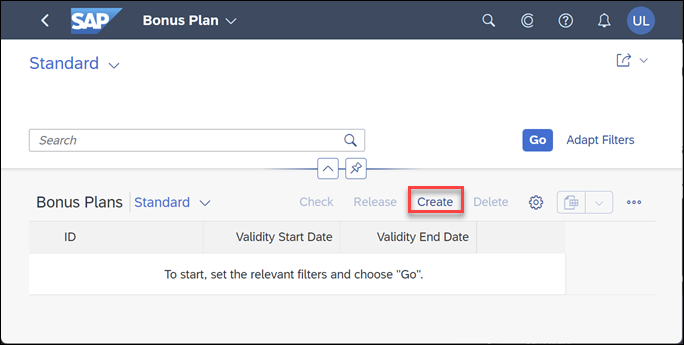 SAP Bonus Plan UL
Standard
Search Go Adapt Filters
Bonus Plans Standard Check Release Create Delete
ID Validity Start Date Validity End Date
To start, set the relevant filters and choose "Go".